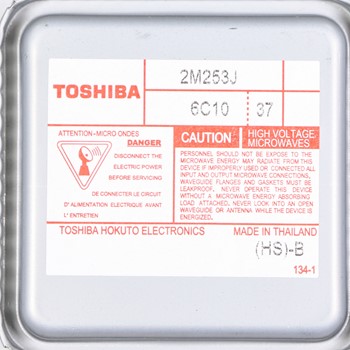 2M253J
TOSHIBA
6C10 37
ATTENTION-MICRO ONDES
DANGER
DISCONNECT THE
ELECTRIC POWER
BEFORE SERVICING
DE CONNECTER LE CIRCUIT
D' ALIMENTATION ELECTRIQUE AVANT
L' ENTRETIEN
CAUTION HIGH VOLTAGE MICROWAVES
PERSONNEL SHOULD NOT BE EXPOSE TO THE
MICROWAVE ENERGY MAY RADIATE FROM THIS
DEVICE IF IMPROPERLY USED OR CONNECTED ALL
INPUT AND OUTPUT MICROWAVE CONNECTIONS,
WAVEGUIDE FLANGES AND GASKETS MUST BE
LEAKPROOF, NEVER OPERATE THIS DEVICE
WITHOUT A MICROWAVE ENERGY ABSORBING
LOAD ATTACHED, NEVER LOOK INTO AN OPEN
WAVEGUIDE OR ANTENNA WHILE THE DEVICE IS
ENERGIZED,
TOSHIBA HOKUTO ELECTRONICS MADE IN THAILAND
(HS)-B
134-1